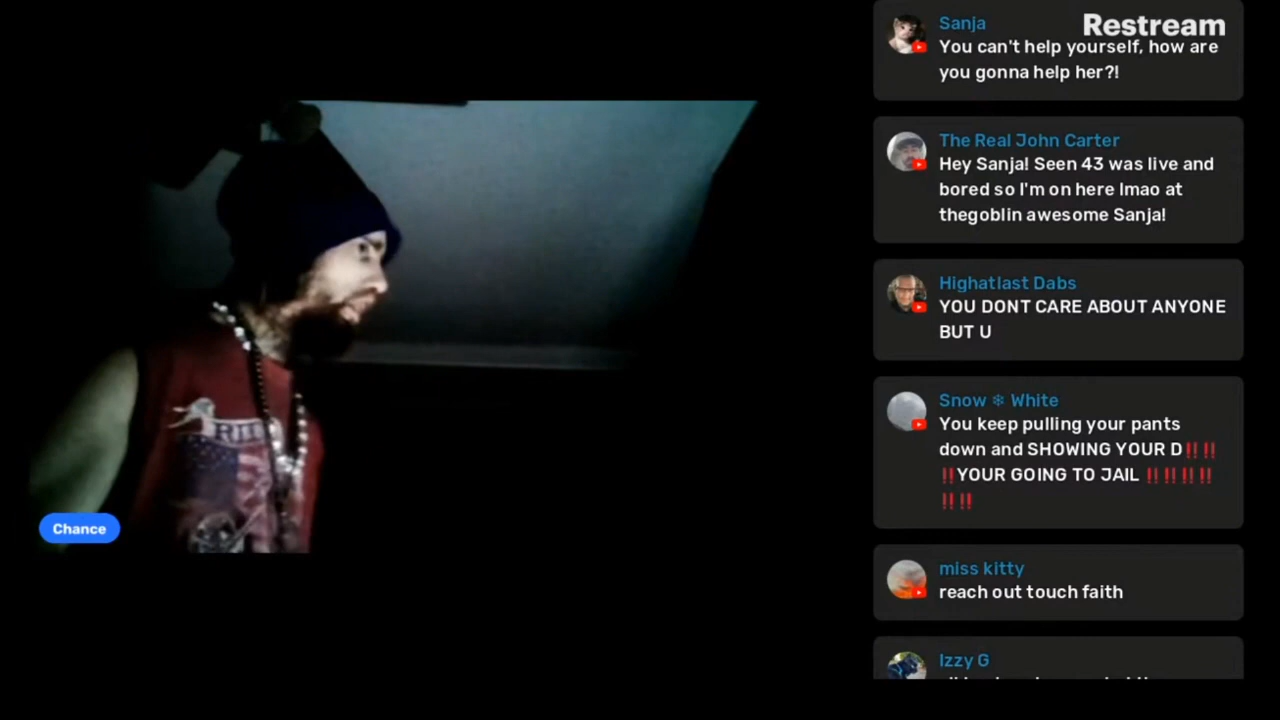 Restream
Sanja
You can't help yourself, how are
you gonna help her?!
The Real John Carter
Hey Sanja! Seen 43 was live and
bored so I'm on here lmao at
thegoblin awesome Sanja!
Highatlast Dabs
YOU DONT CARE ABOUT ANYONE
BUT U
Snow ❄ White
You keep pulling your pants
down and SHOWING YOUR D‼️‼️
‼️YOUR GOING TO JAIL ‼️‼️‼️‼️
‼️‼️
miss kitty
reach out touch faith
Izzy G
Chance